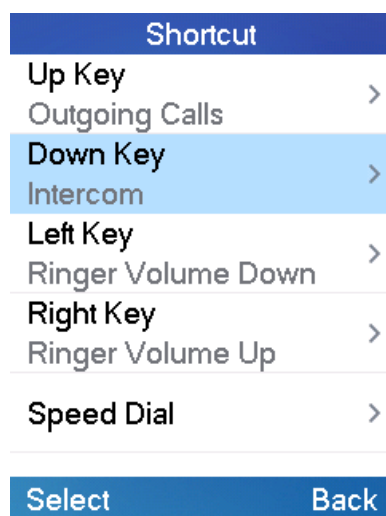 Shortcut
Up Key
Outgoing Calls
Down Key
Intercom
Left Key
Ringer Volume Down
Right Key
Ringer Volume Up
Speed Dial
Select Back